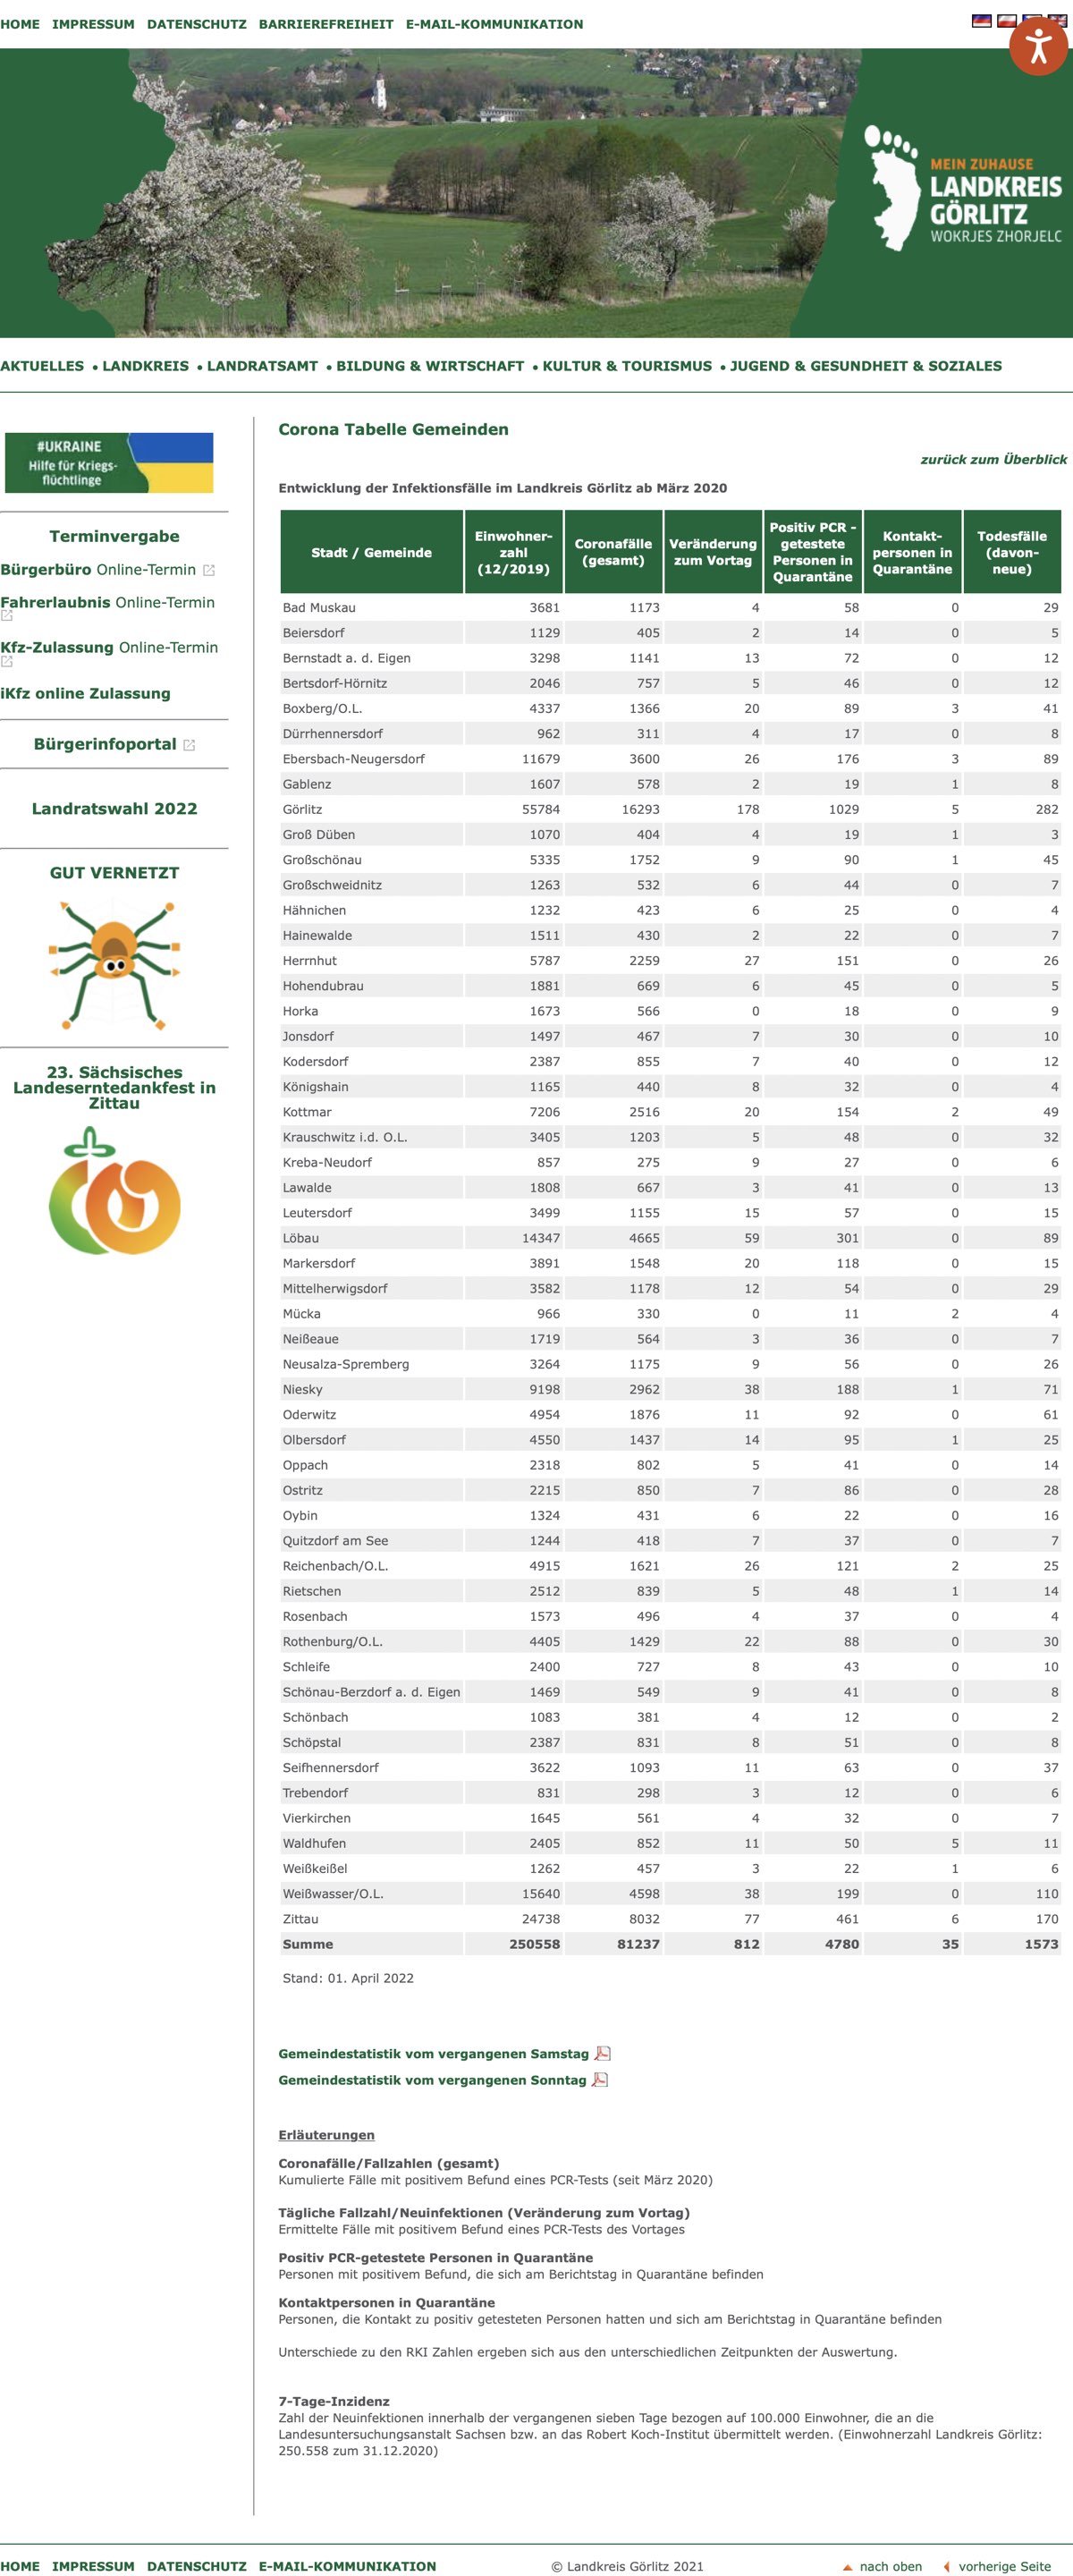 HOME IMPRESSUM DATENSCHUTZ BARRIEREFREIHEIT E-MAIL-KOMMUNIKATION
MEIN ZUHAUSE
LANDKREIS
GÖRLITZ
WOKRJES ZHORJELC
AKTUELLES • LANDKREIS • LANDRATSAMT • BILDUNG & WIRTSCHAFT • KULTUR & TOURISMUS • JUGEND & GESUNDHEIT & SOZIALES
#UKRAINE
Hilfe für Kriegs-
flüchtlinge
Terminvergabe
Bürgerbüro Online-Termin
Fahrerlaubnis Online-Termin
Kfz-Zulassung Online-Termin
iKfz online Zulassung
Bürgerinfoportal
Landratswahl 2022
GUT VERNETZT
23. Sächsisches
Landeserntedankfest in
Zittau
Corona Tabelle Gemeinden
zurück zum Überblick
Entwicklung der Infektionsfälle im Landkreis Görlitz ab März 2020
Stadt / Gemeinde Einwohner-zahl (12/2019) Coronafälle (gesamt) Veränderung zum Vortag Positiv PCR - getestete Personen in Quarantäne Kontakt-personen in Quarantäne Todesfälle (davon-neue)
Bad Muskau 3681 1173 4 58 0 29
Beiersdorf 1129 405 2 14 0 5
Bernstadt a. d. Eigen 3298 1141 13 72 0 12
Bertsdorf-Hörnitz 2046 757 5 46 0 12
Boxberg/O.L. 4337 1366 20 89 3 41
Dürrhennersdorf 962 311 4 17 0 8
Ebersbach-Neugersdorf 11679 3600 26 176 3 89
Gablenz 1607 578 2 19 1 8
Görlitz 55784 16293 178 1029 5 282
Groß Düben 1070 404 4 19 1 3
Großschönau 5335 1752 9 90 1 45
Großschweidnitz 1263 532 6 44 0 7
Hähnichen 1232 423 6 25 0 4
Hainewalde 1511 430 2 22 0 7
Herrnhut 5787 2259 27 151 0 26
Hohendubrau 1881 669 6 45 0 5
Horka 1673 566 0 18 0 9
Jonsdorf 1497 467 7 30 0 10
Kodersdorf 2387 855 7 40 0 12
Königshain 1165 440 8 32 0 4
Kottmar 7206 2516 20 154 2 49
Krauschwitz i.d. O.L. 3405 1203 5 48 0 32
Kreba-Neudorf 857 275 9 27 0 6
Lawalde 1808 667 3 41 0 13
Leutersdorf 3499 1155 15 57 0 15
Löbau 14347 4665 59 301 0 89
Markersdorf 3891 1548 20 118 0 15
Mittelherwigsdorf 3582 1178 12 54 0 29
Mücka 966 330 0 11 2 4
Neißeaue 1719 564 3 36 0 7
Neusalza-Spremberg 3264 1175 9 56 0 26
Niesky 9198 2962 38 188 1 71
Oderwitz 4954 1876 11 92 0 61
Olbersdorf 4550 1437 14 95 1 25
Oppach 2318 802 5 41 0 14
Ostritz 2215 850 7 86 0 28
Oybin 1324 431 6 22 0 16
Quitzdorf am See 1244 418 7 37 0 7
Reichenbach/O.L. 4915 1621 26 121 2 25
Rietschen 2512 839 5 48 1 14
Rosenbach 1573 496 4 37 0 4
Rothenburg/O.L. 4405 1429 22 88 0 30
Schleife 2400 727 8 43 0 10
Schönau-Berzdorf a. d. Eigen 1469 549 9 41 0 8
Schönbach 1083 381 4 12 0 2
Schöpstal 2387 831 8 51 0 8
Seifhennersdorf 3622 1093 11 63 0 37
Trebendorf 831 298 3 12 0 6
Vierkirchen 1645 561 4 32 0 7
Waldhufen 2405 852 11 50 5 11
Weißkeißel 1262 457 3 22 1 6
Weißwasser/O.L. 15640 4598 38 199 0 110
Zittau 24738 8032 77 461 6 170
Summe 250558 81237 812 4780 35 1573
Stand: 01. April 2022
Gemeindestatistik vom vergangenen Samstag
Gemeindestatistik vom vergangenen Sonntag
Erläuterungen
Coronafälle/Fallzahlen (gesamt)
Kumulierte Fälle mit positivem Befund eines PCR-Tests (seit März 2020)
Tägliche Fallzahl/Neuinfektionen (Veränderung zum Vortag)
Ermittelte Fälle mit positivem Befund eines PCR-Tests des Vortages
Positiv PCR-getestete Personen in Quarantäne
Personen mit positivem Befund, die sich am Berichtstag in Quarantäne befinden
Kontaktpersonen in Quarantäne
Personen, die Kontakt zu positiv getesteten Personen hatten und sich am Berichtstag in Quarantäne befinden
Unterschiede zu den RKI Zahlen ergeben sich aus den unterschiedlichen Zeitpunkten der Auswertung.
7-Tage-Inzidenz
Zahl der Neuinfektionen innerhalb der vergangenen sieben Tage bezogen auf 100.000 Einwohner, die an die
Landesuntersuchungsanstalt Sachsen bzw. an das Robert Koch-Institut übermittelt werden. (Einwohnerzahl Landkreis Görlitz:
250.558 zum 31.12.2020)
HOME IMPRESSUM DATENSCHUTZ E-MAIL-KOMMUNIKATION © Landkreis Görlitz 2021 nach oben vorherige Seite